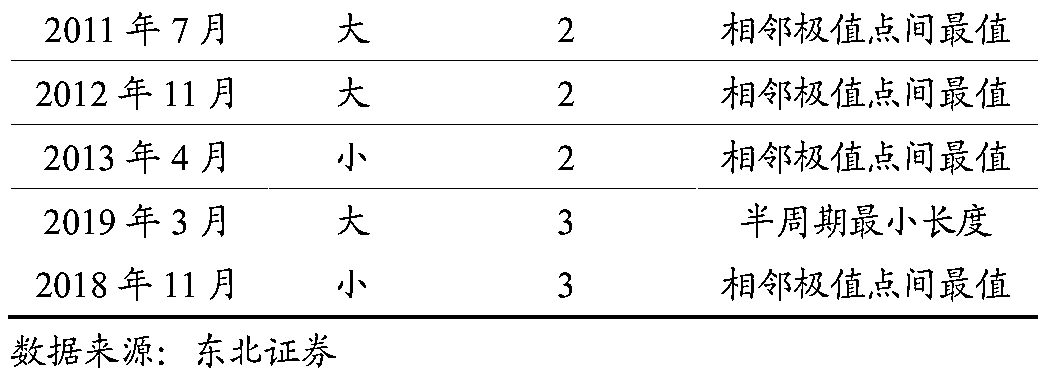 2011 年 7 月 大 2 相邻极值点间最值
2012 年 11 月 大 2 相邻极值点间最值
2013 年 4 月 小 2 相邻极值点间最值
2019 年 3 月 大 3 半周期最小长度
2018 年 11 月 小 3 相邻极值点间最值
数据来源：东北证券